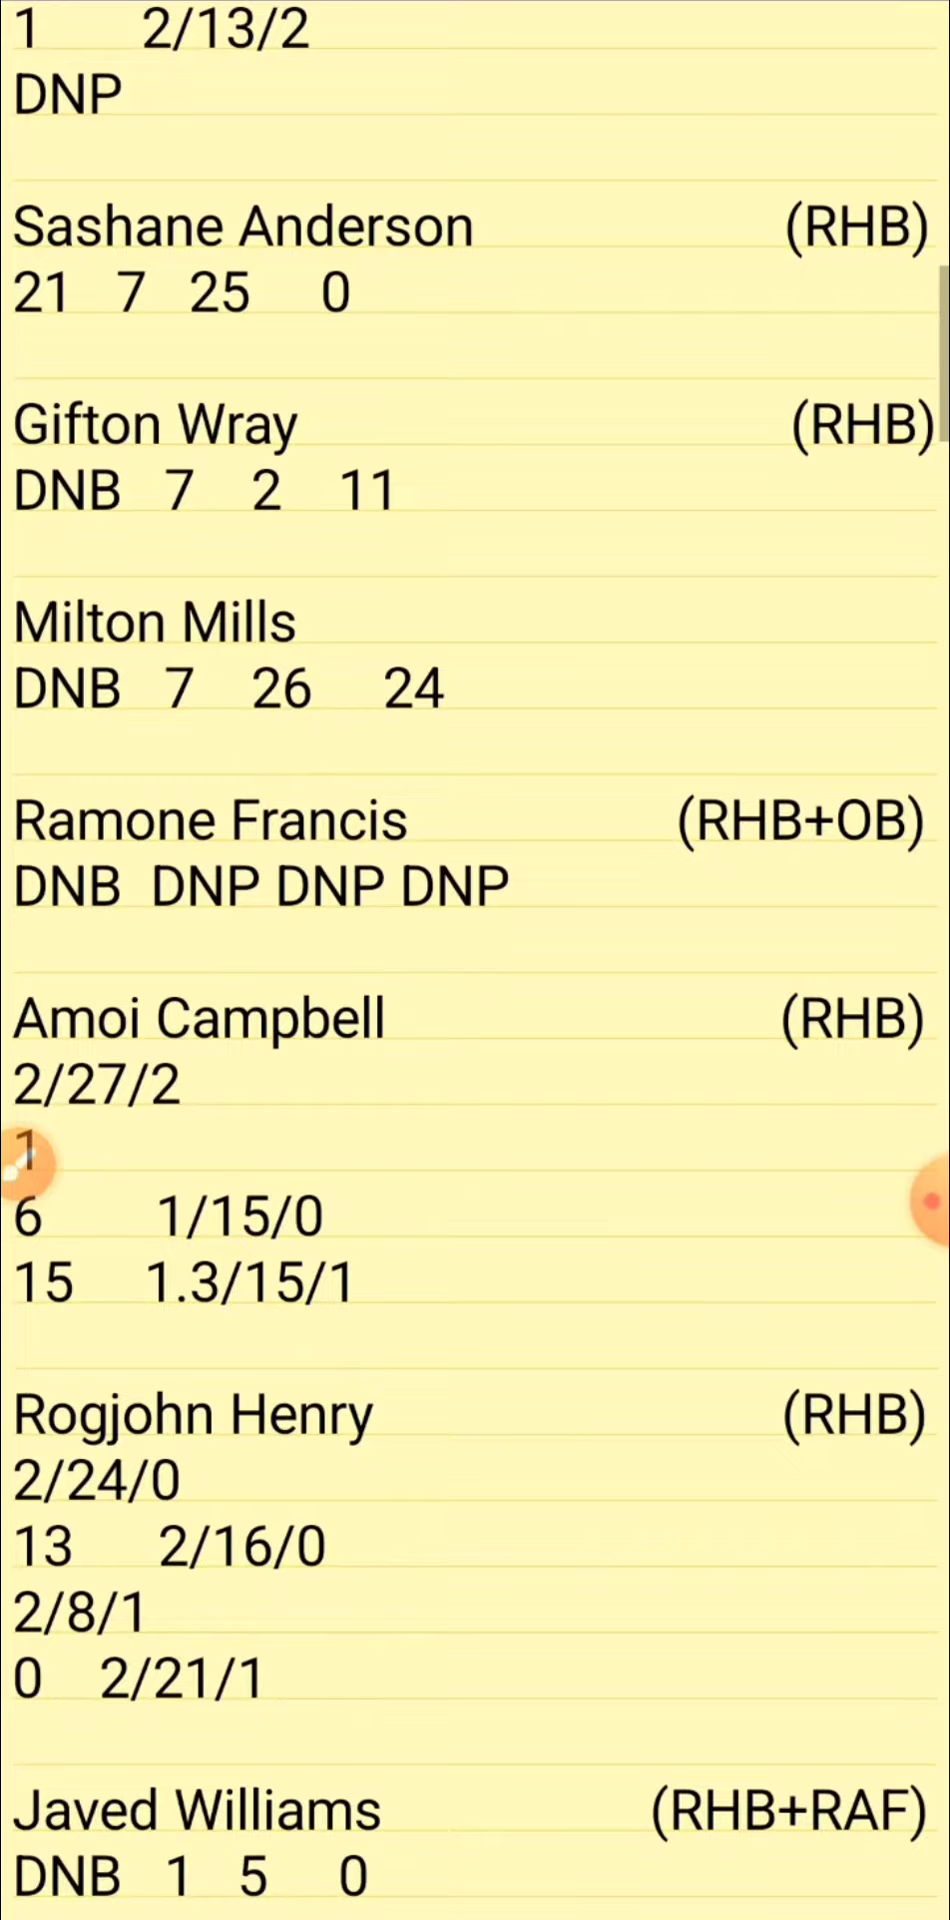 1 2/13/2
DNP
Sashane Anderson (RHB)
21 7 25 0
Gifton Wray (RHB)
DNB 7 2 11
Milton Mills
DNB 7 26 24
Ramone Francis (RHB+OB)
DNB DNP DNP DNP
Amoi Campbell (RHB)
2/27/2
1
6 1/15/0
15 1.3/15/1
Rogjohn Henry (RHB)
2/24/0
13 2/16/0
2/8/1
0 2/21/1
Javed Williams (RHB+RAF)
DNB 1 5 0